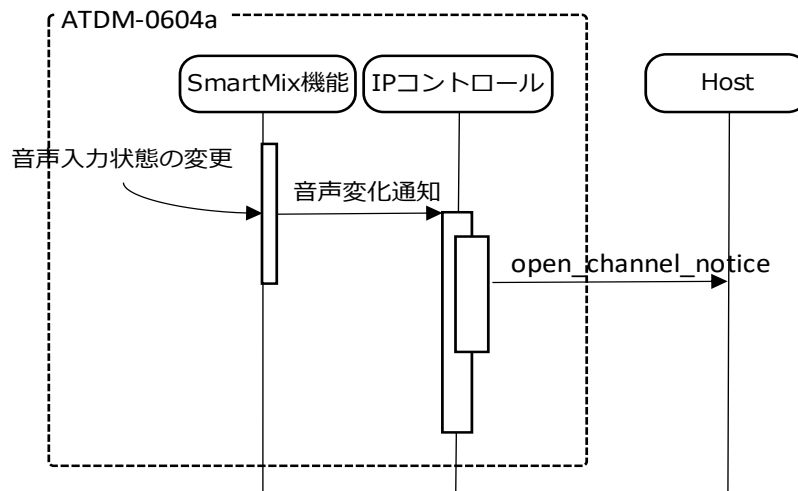 ATDM-0604a
SmartMix機能
IPコントロール
Host
音声入力状態の変更
音声変化通知
open_channel_notice